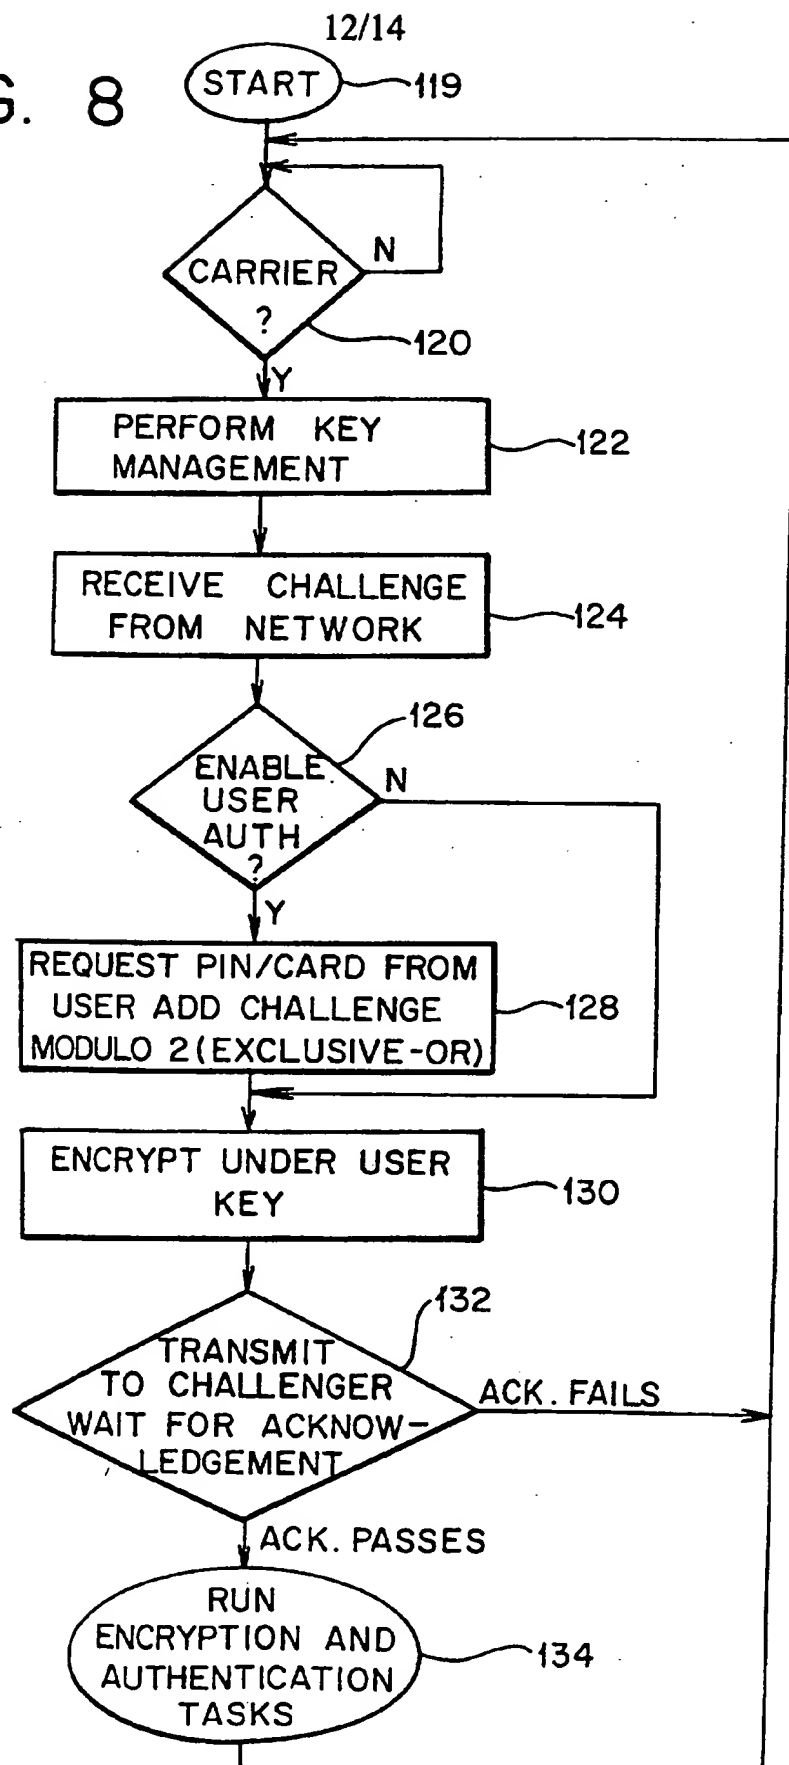 12/14
G. 8
START
119
CARRIER
?
N
120
Y
PERFORM KEY
MANAGEMENT
122
RECEIVE CHALLENGE
FROM NETWORK
124
126
ENABLE
USER
AUTH
?
N
Y
REQUEST PIN/CARD FROM
USER ADD CHALLENGE
MODULO 2 (EXCLUSIVE-OR)
128
ENCRYPT UNDER USER
KEY
130
132
TRANSMIT
TO CHALLENGER
WAIT FOR ACKNOW-
LEDGEMENT
ACK. FAILS
ACK. PASSES
RUN
ENCRYPTION AND
AUTHENTICATION
TASKS
134